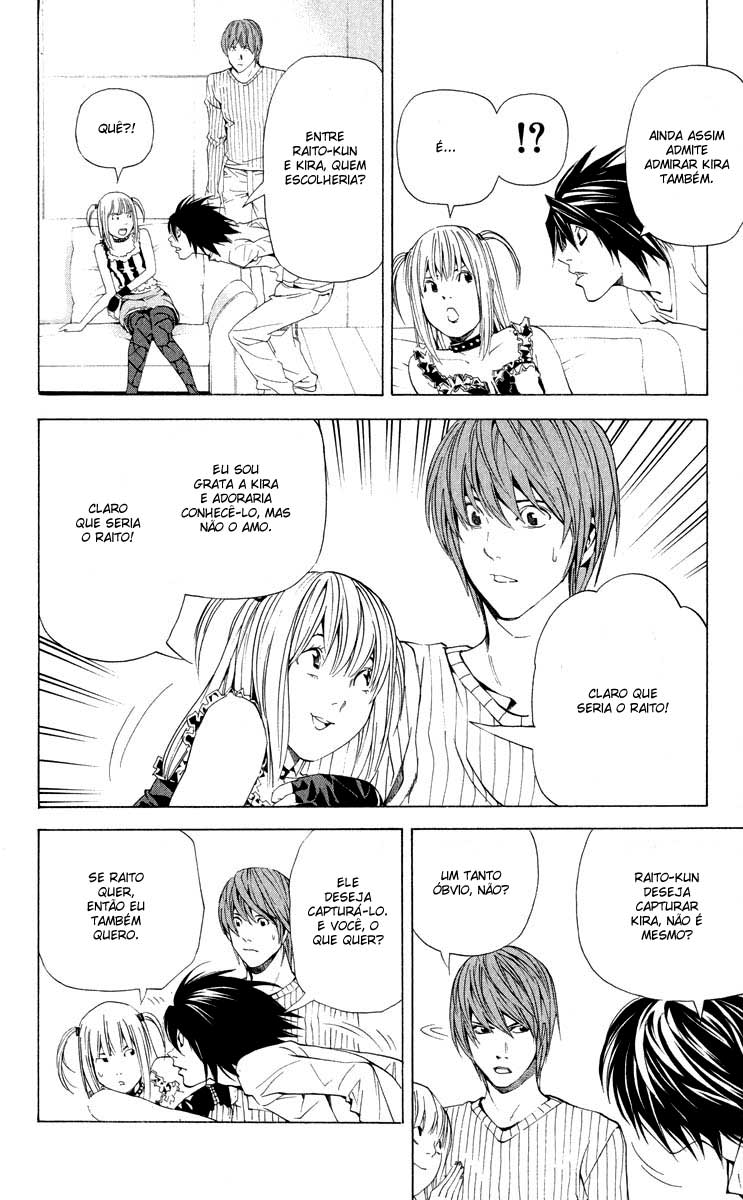 AINDA ASSIM
ADMITE
ADMIRAR KIRA
TAMBÉM.
!?
É...
ENTRE
RAITO-KUN
E KIRA, QUEM
ESCOLHERIA?
QUÊ?!
CLARO QUE
SERIA O RAITO!
EU SOU
GRATA A KIRA
E ADORARIA
CONHECÊ-LO, MAS
NÃO O AMO.
CLARO
QUE SERIA
O RAITO!
RAITO-KUN
DESEJA
CAPTURAR
KIRA, NÃO É
MESMO?
UM TANTO
ÓBVIO, NÃO?
ELE
DESEJA
CAPTURÁ-LO.
E VOCÊ, O
QUE QUER?
SE RAITO
QUER,
ENTÃO EU
TAMBÉM
QUERO.